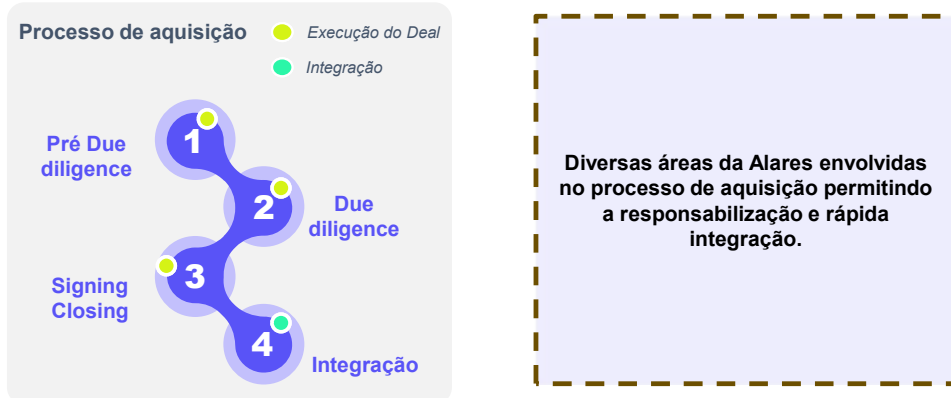 Processo de aquisição
Execução do Deal
Integração
1
Pré Due
diligence
2
Due
diligence
3
Signing
Closing
4
Integração
Diversas áreas da Alares envolvidas
no processo de aquisição permitindo
a responsabilização e rápida
integração.